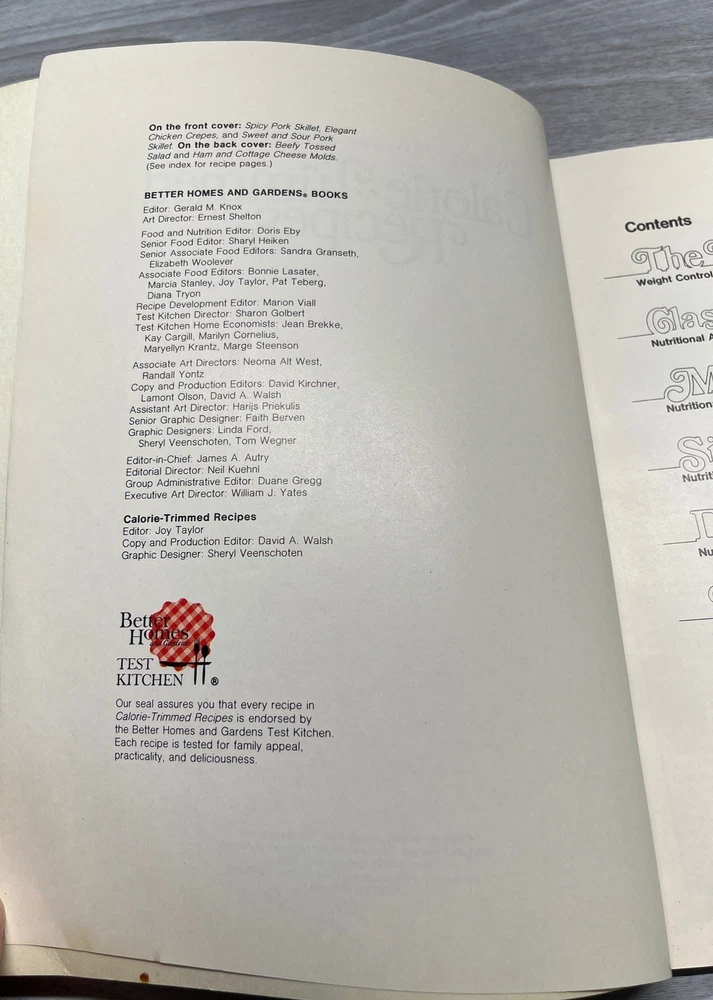 On the front cover: Spicy Pork Skillet, Elegant
Chicken Crepes, and Sweet and Sour Pork
Skillet. On the back cover: Beefy Tossed
Salad and Ham and Cottage Cheese Molds.
(See index for recipe pages.)
BETTER HOMES AND GARDENS® BOOKS
Editor: Gerald M. Knox
Art Director: Ernest Shelton
Food and Nutrition Editor: Doris Eby
Senior Food Editor: Sharyl Heiken
Senior Associate Food Editors: Sandra Granseth,
Elizabeth Woolever
Associate Food Editors: Bonnie Lasater,
Marcia Stanley, Joy Taylor, Pat Teberg,
Diana Tryon
Recipe Development Editor: Marion Viall
Test Kitchen Director: Sharon Golbert
Test Kitchen Home Economists: Jean Brekke,
Kay Cargill, Marilyn Cornelius,
Maryellyn Krantz, Marge Steenson
Associate Art Directors: Neoma Alt West,
Randall Yontz
Copy and Production Editors: David Kirchner,
Lamont Olson, David A. Walsh
Assistant Art Director: Harijs Priekulis
Senior Graphic Designer: Faith Berven
Graphic Designers: Linda Ford,
Sheryl Veenschoten, Tom Wegner
Editor-in-Chief: James A. Autry
Editorial Director: Neil Kuehnl
Group Administrative Editor: Duane Gregg
Executive Art Director: William J. Yates
Calorie-Trimmed Recipes
Editor: Joy Taylor
Copy and Production Editor: David A. Walsh
Graphic Designer: Sheryl Veenschoten
Better
Homes
and Gardens
TEST
KITCHEN ®
Our seal assures you that every recipe in
Calorie-Trimmed Recipes is endorsed by
the Better Homes and Gardens Test Kitchen.
Each recipe is tested for family appeal,
practicality, and deliciousness.
Contents
The
Weight Control
Glas
Nutritional A
M
Nutrition
Si
Nutrit
Nu